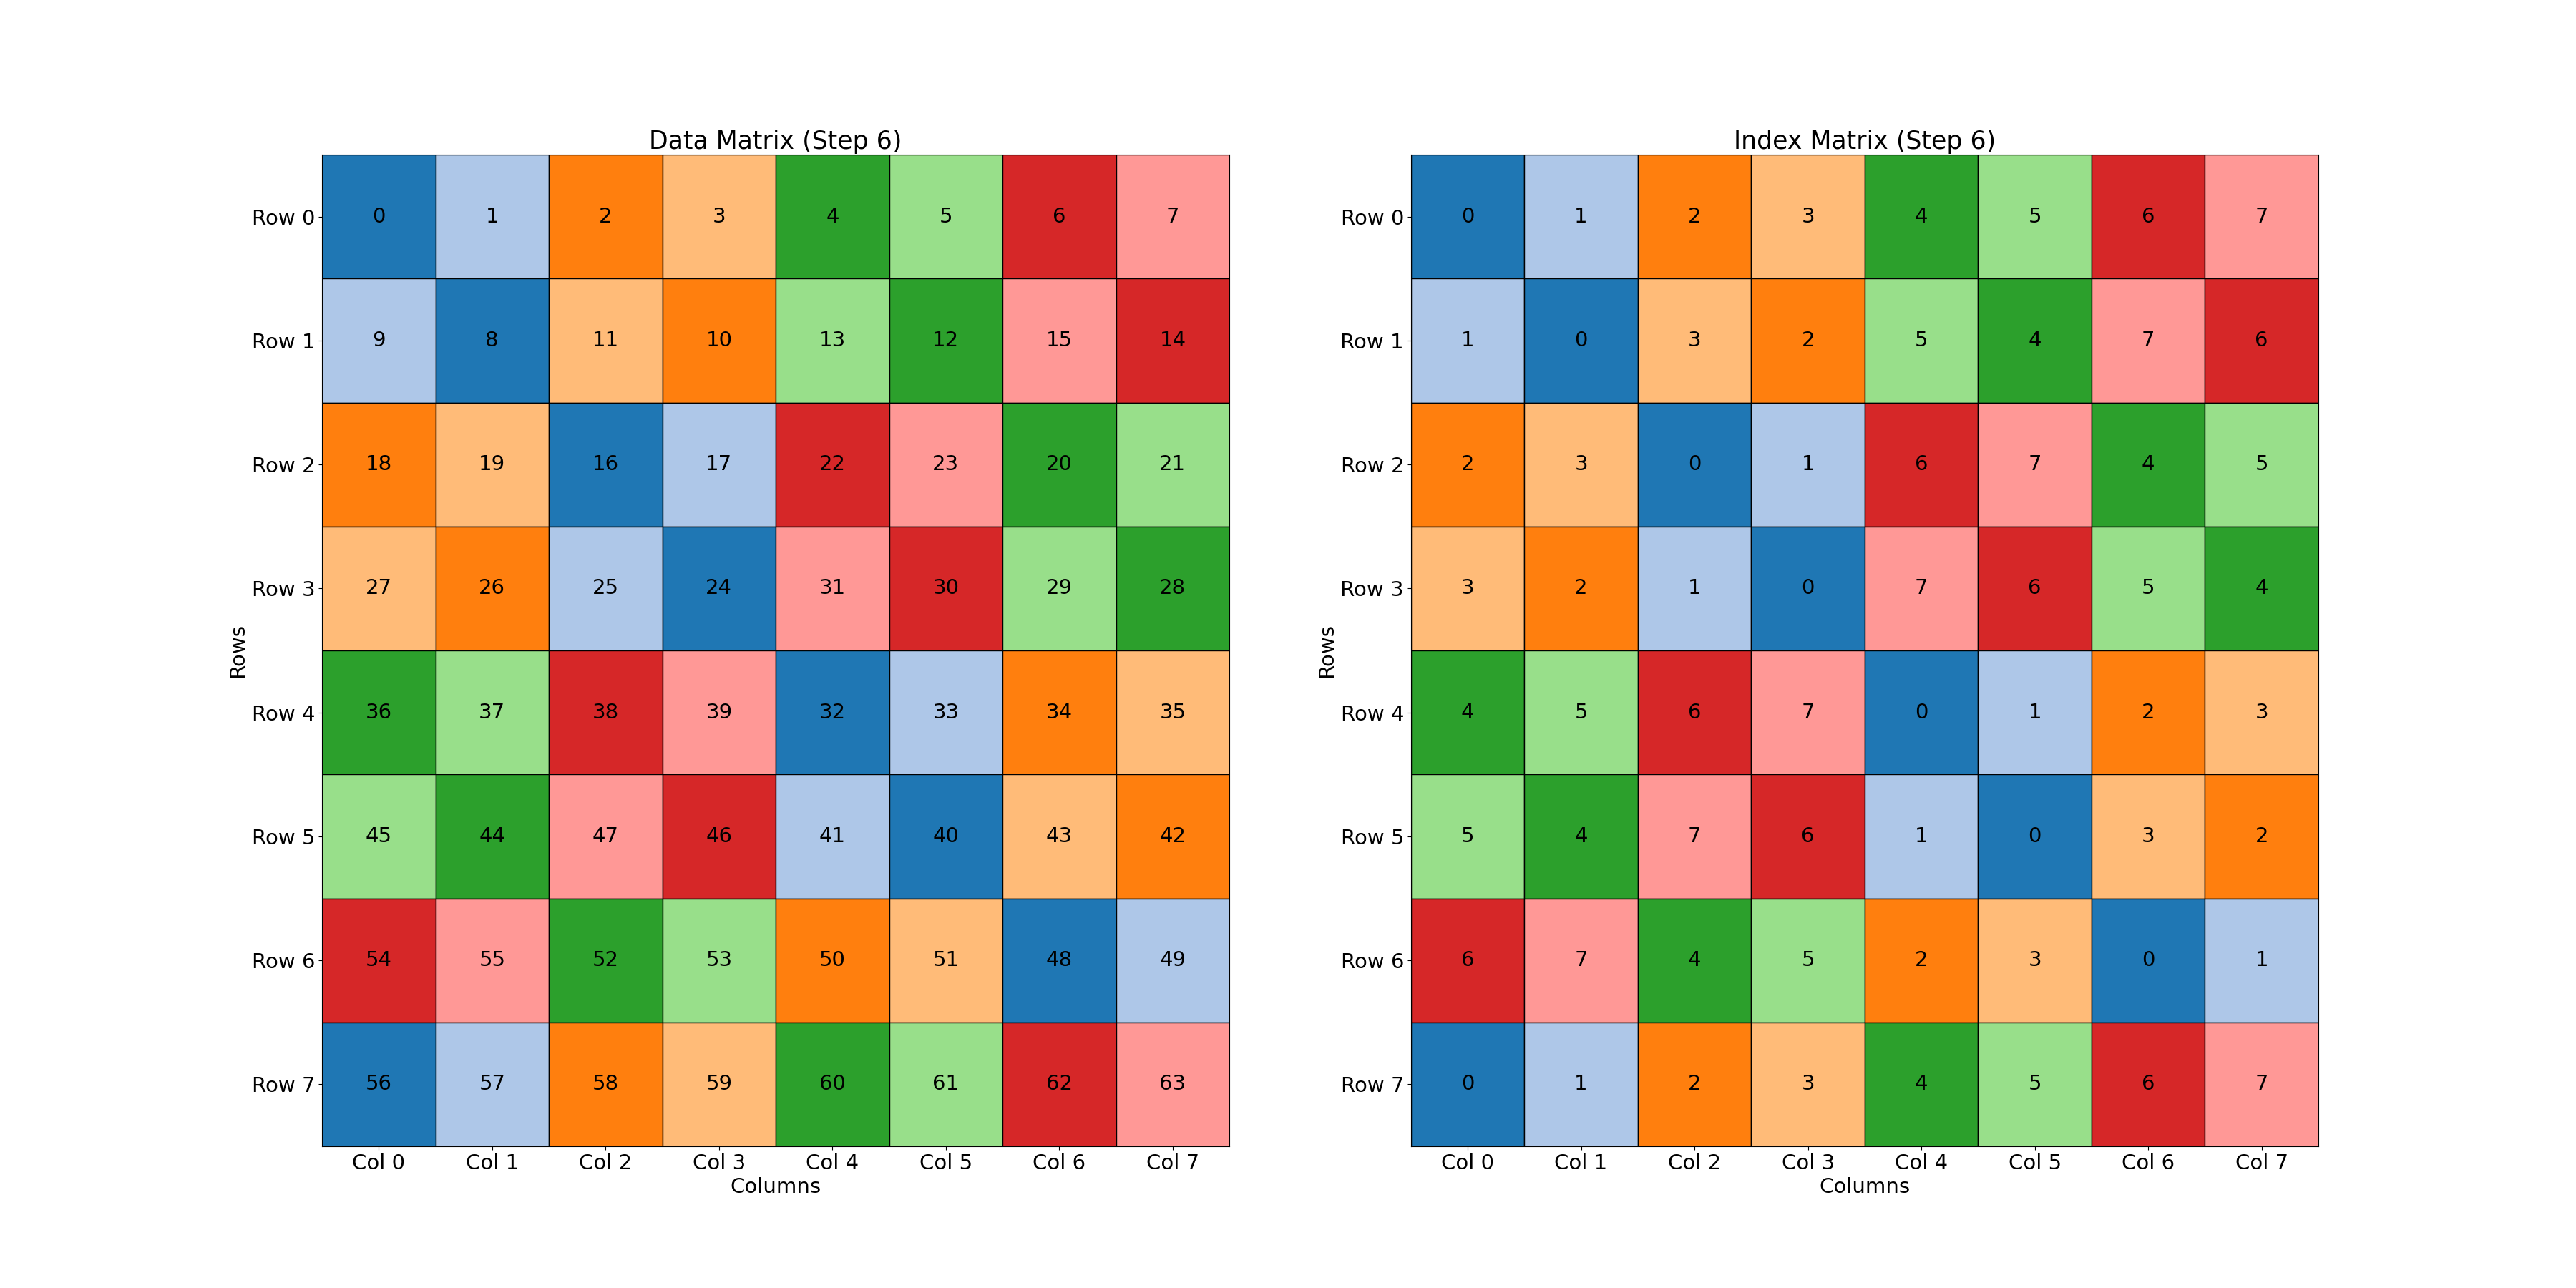 Data Matrix (Step 6)
Row 0 0 1 2 3 4 5 6 7
Row 1 9 8 11 10 13 12 15 14
Row 2 18 19 16 17 22 23 20 21
Row 3 27 26 25 24 31 30 29 28
Rows
Row 4 36 37 38 39 32 33 34 35
Row 5 45 44 47 46 41 40 43 42
Row 6 54 55 52 53 50 51 48 49
Row 7 56 57 58 59 60 61 62 63
Col 0 Col 1 Col 2 Col 3 Col 4 Col 5 Col 6 Col 7
Columns
Index Matrix (Step 6)
Row 0 0 1 2 3 4 5 6 7
Row 1 1 0 3 2 5 4 7 6
Row 2 2 3 0 1 6 7 4 5
Row 3 3 2 1 0 7 6 5 4
Rows
Row 4 4 5 6 7 0 1 2 3
Row 5 5 4 7 6 1 0 3 2
Row 6 6 7 4 5 2 3 0 1
Row 7 0 1 2 3 4 5 6 7
Col 0 Col 1 Col 2 Col 3 Col 4 Col 5 Col 6 Col 7
Columns